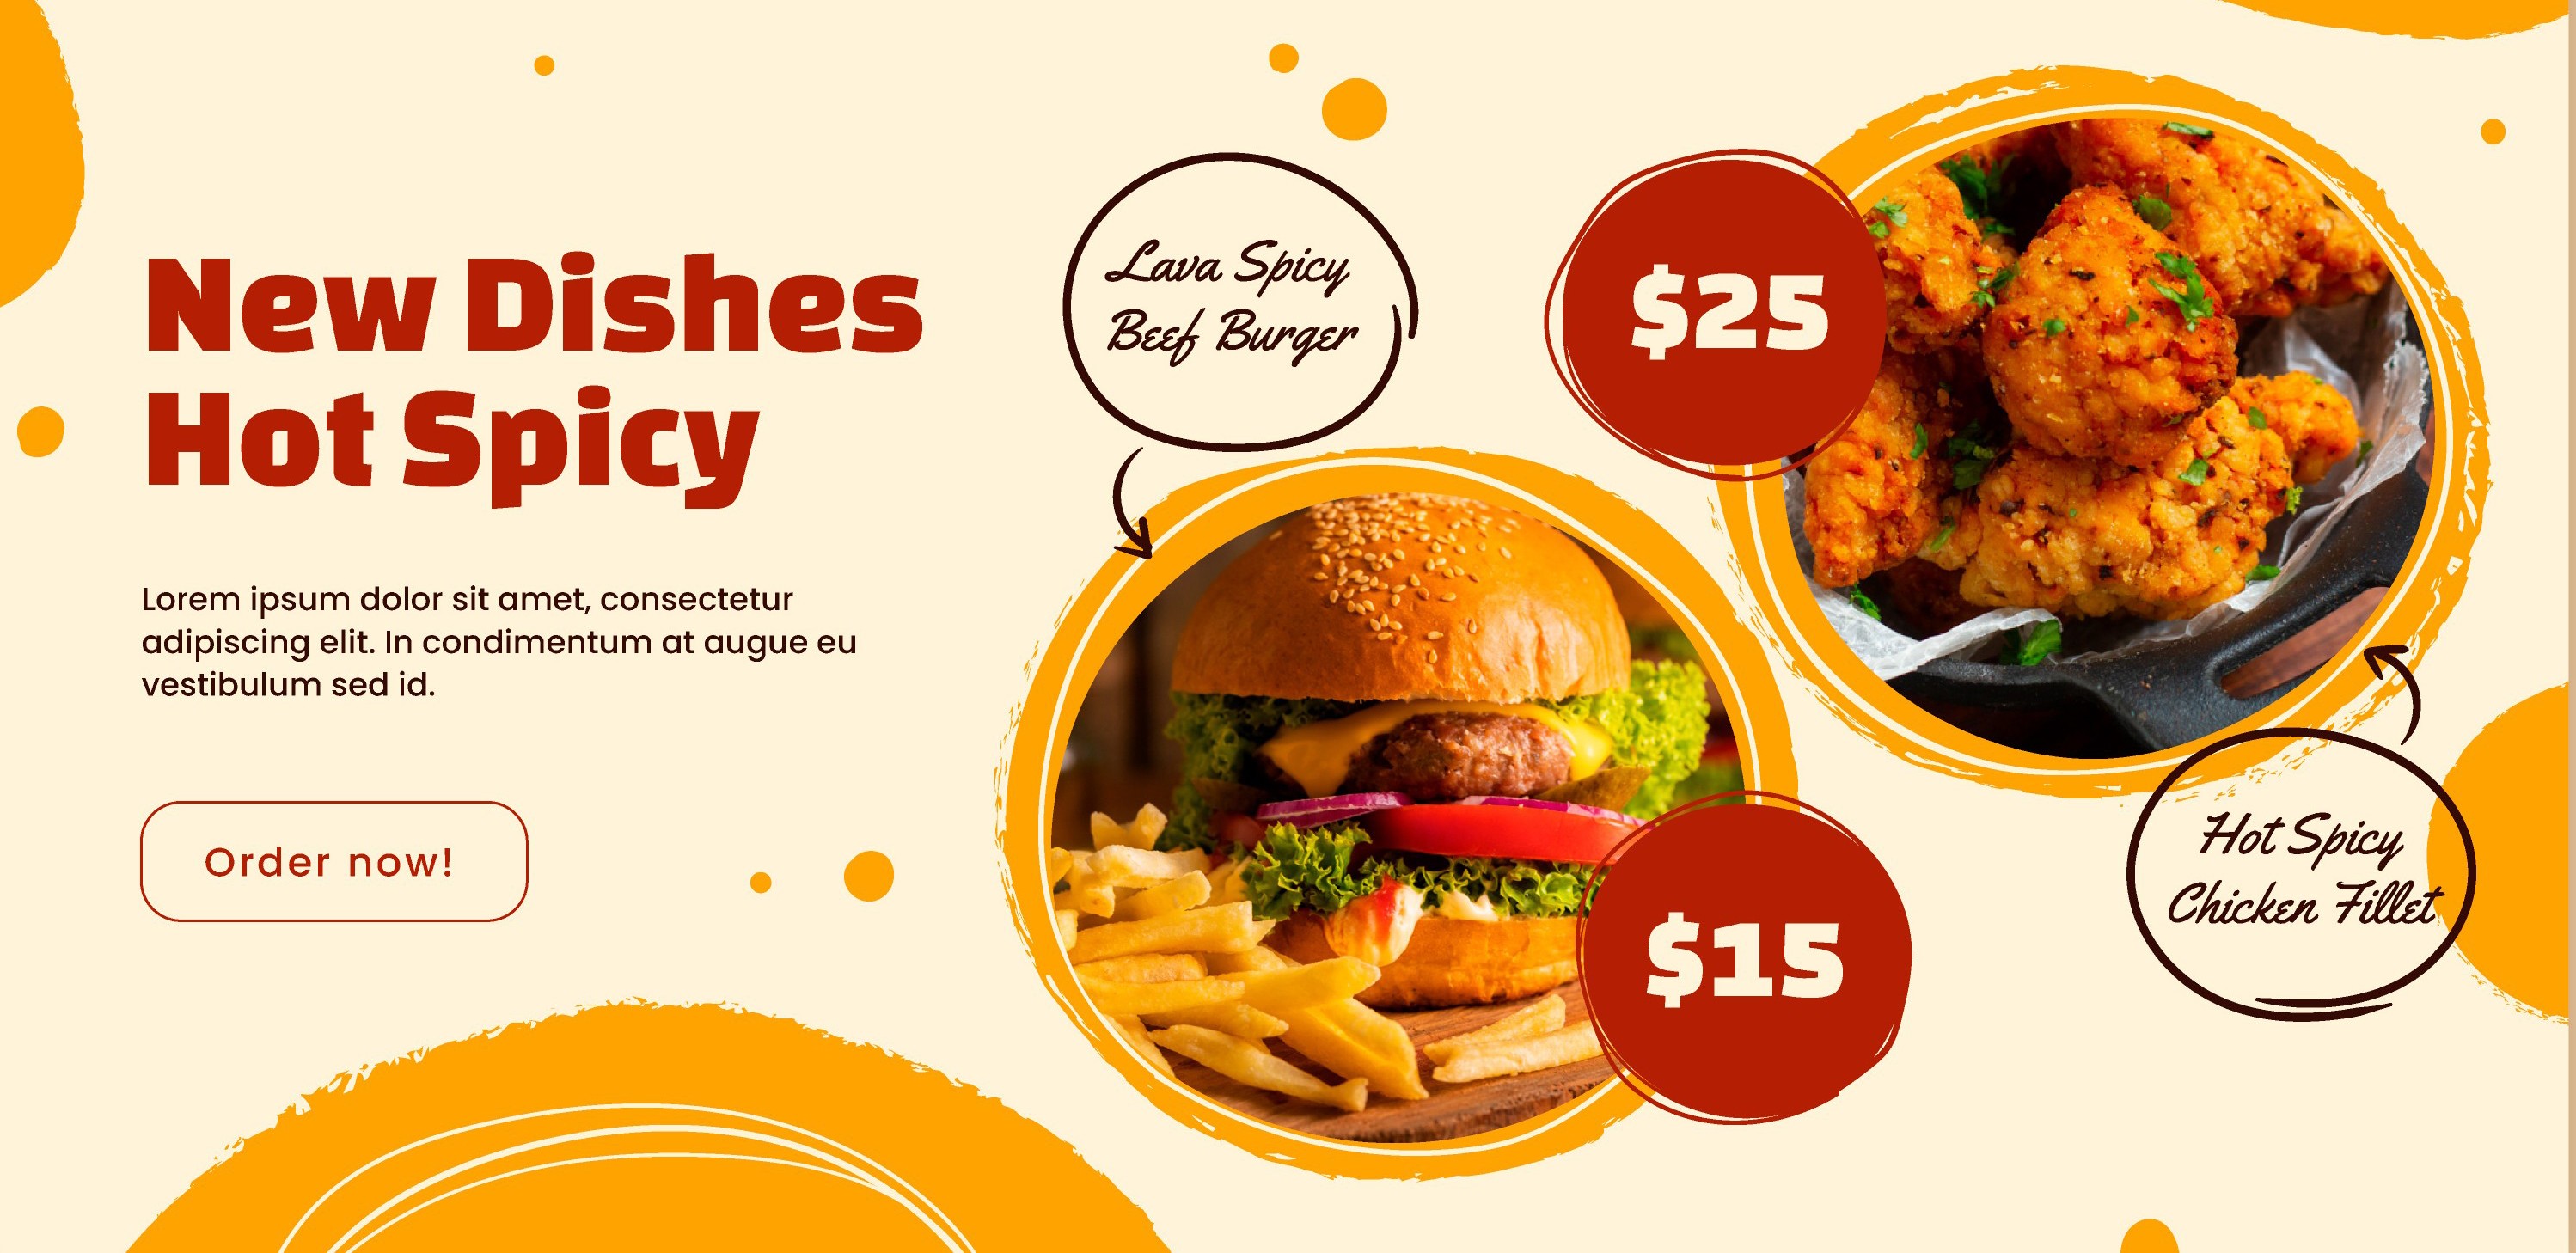 New Dishes
Hot Spicy
Lorem ipsum dolor sit amet, consectetur
adipiscing elit. In condimentum at augue eu
vestibulum sed id.
Order now!
Lava Spicy
Beef Burger
$15
$25
Hot Spicy
Chicken Fillet